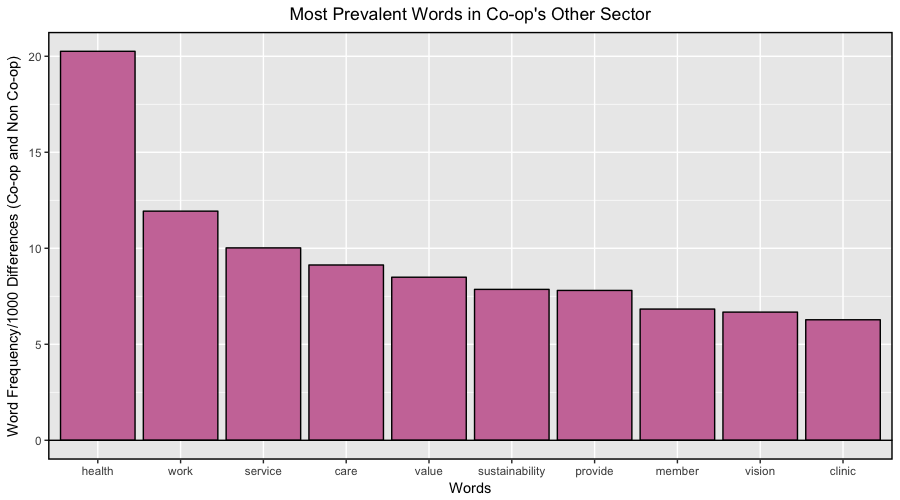 Most Prevalent Words in Co-op's Other Sector
Word Frequency/1000 Differences (Co-op and Non Co-op)
20
15
10
5
0
health work service care value sustainability provide member vision clinic
Words